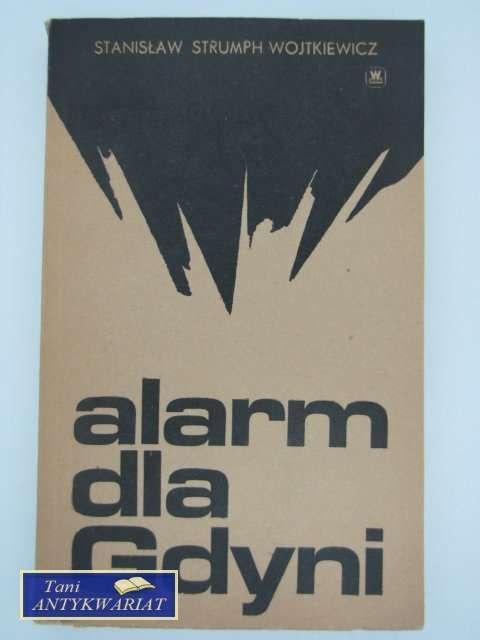 STANISŁAW STRUMPH WOJTKIEWICZ
W
alarm
dla
Gdyni
Tani
ANTYKWARIAT